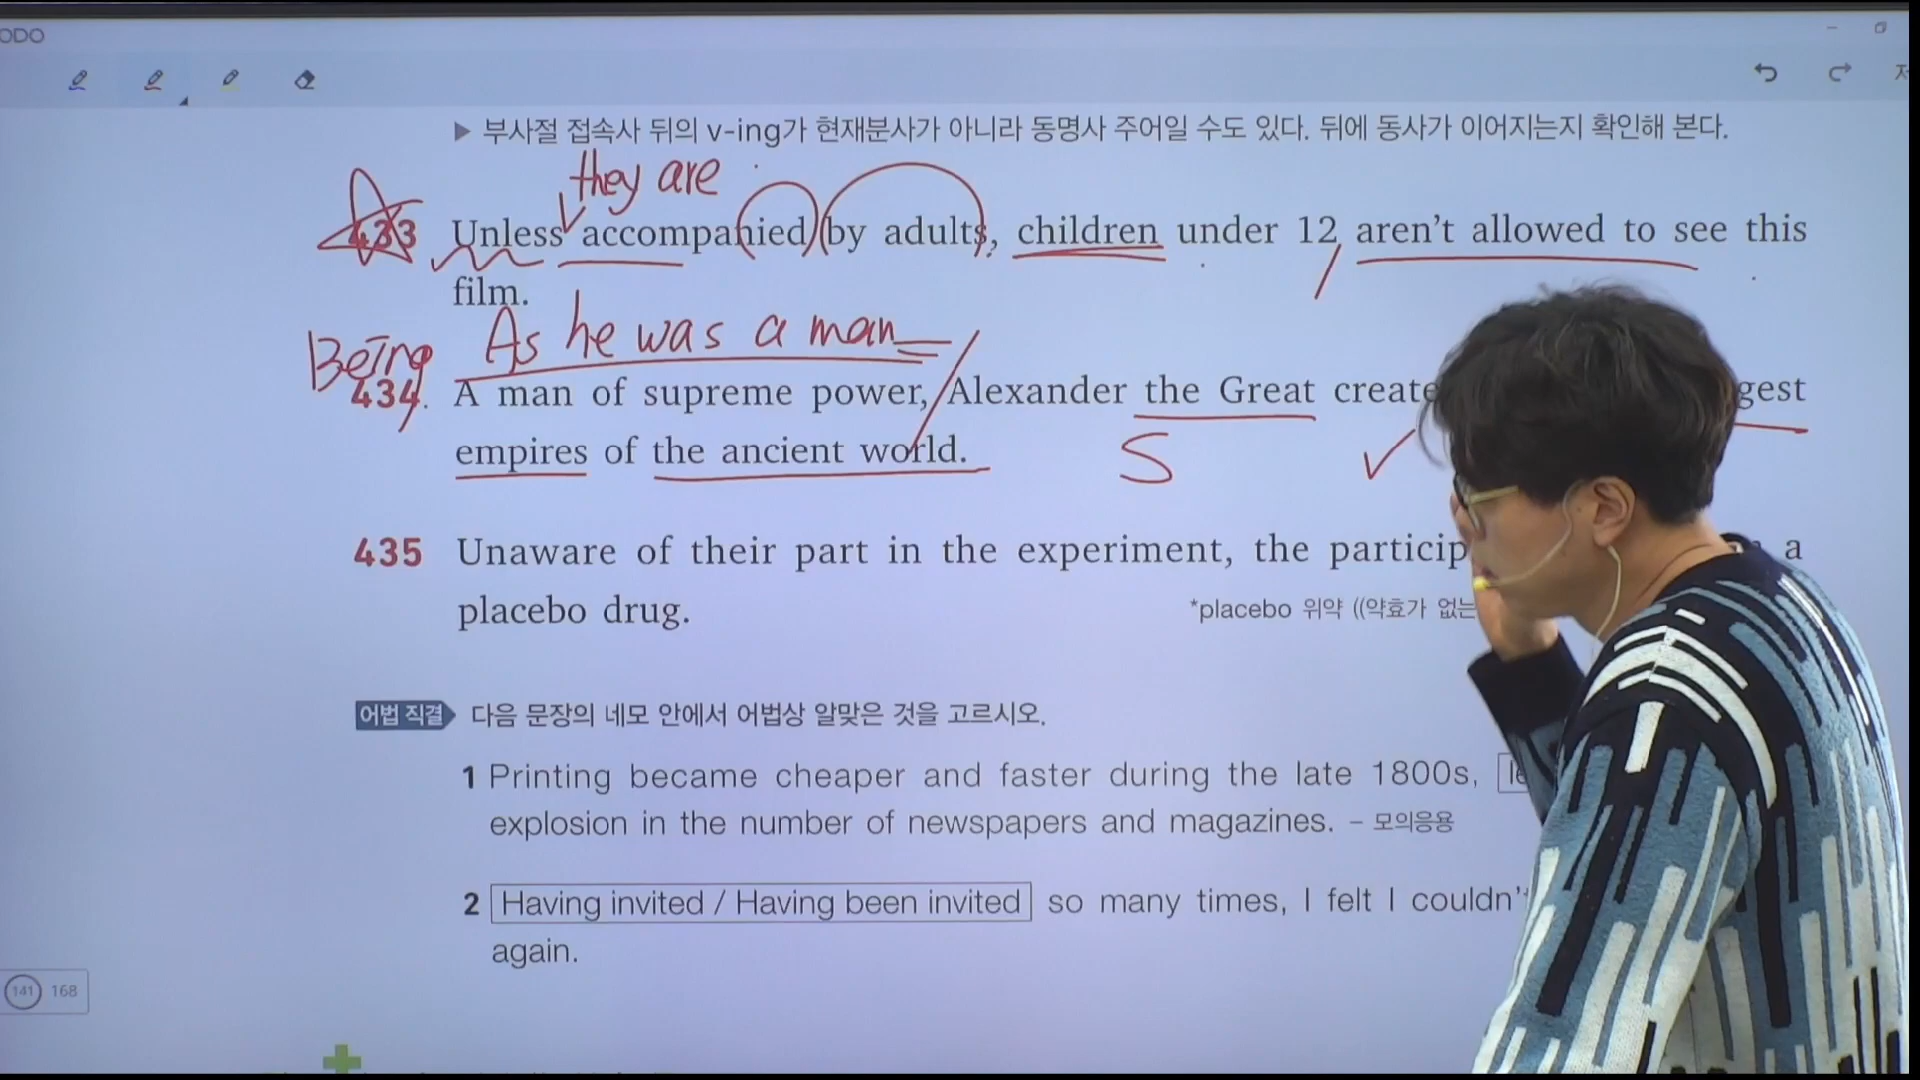 ODO
▶ 부사절 접속사 뒤의 v-ing가 현재분사가 아니라 동명사 주어일 수도 있다. 뒤에 동사가 이어지는지 확인해 본다.
they are
433 Unless accompanied by adults, children under 12 aren't allowed to see this
film.
Being As he was a man
434 A man of supreme power, Alexander the Great create gest
empires of the ancient world.
S
435 Unaware of their part in the experiment, the particip a
placebo drug.
*placebo 위약 ((약효가 없는
어법 직결 다음 문장의 네모 안에서 어법상 알맞은 것을 고르시오.
1 Printing became cheaper and faster during the late 1800s, le
explosion in the number of newspapers and magazines. – 모의응용
2 Having invited / Having been invited so many times, I felt I couldn'
again.
141 168